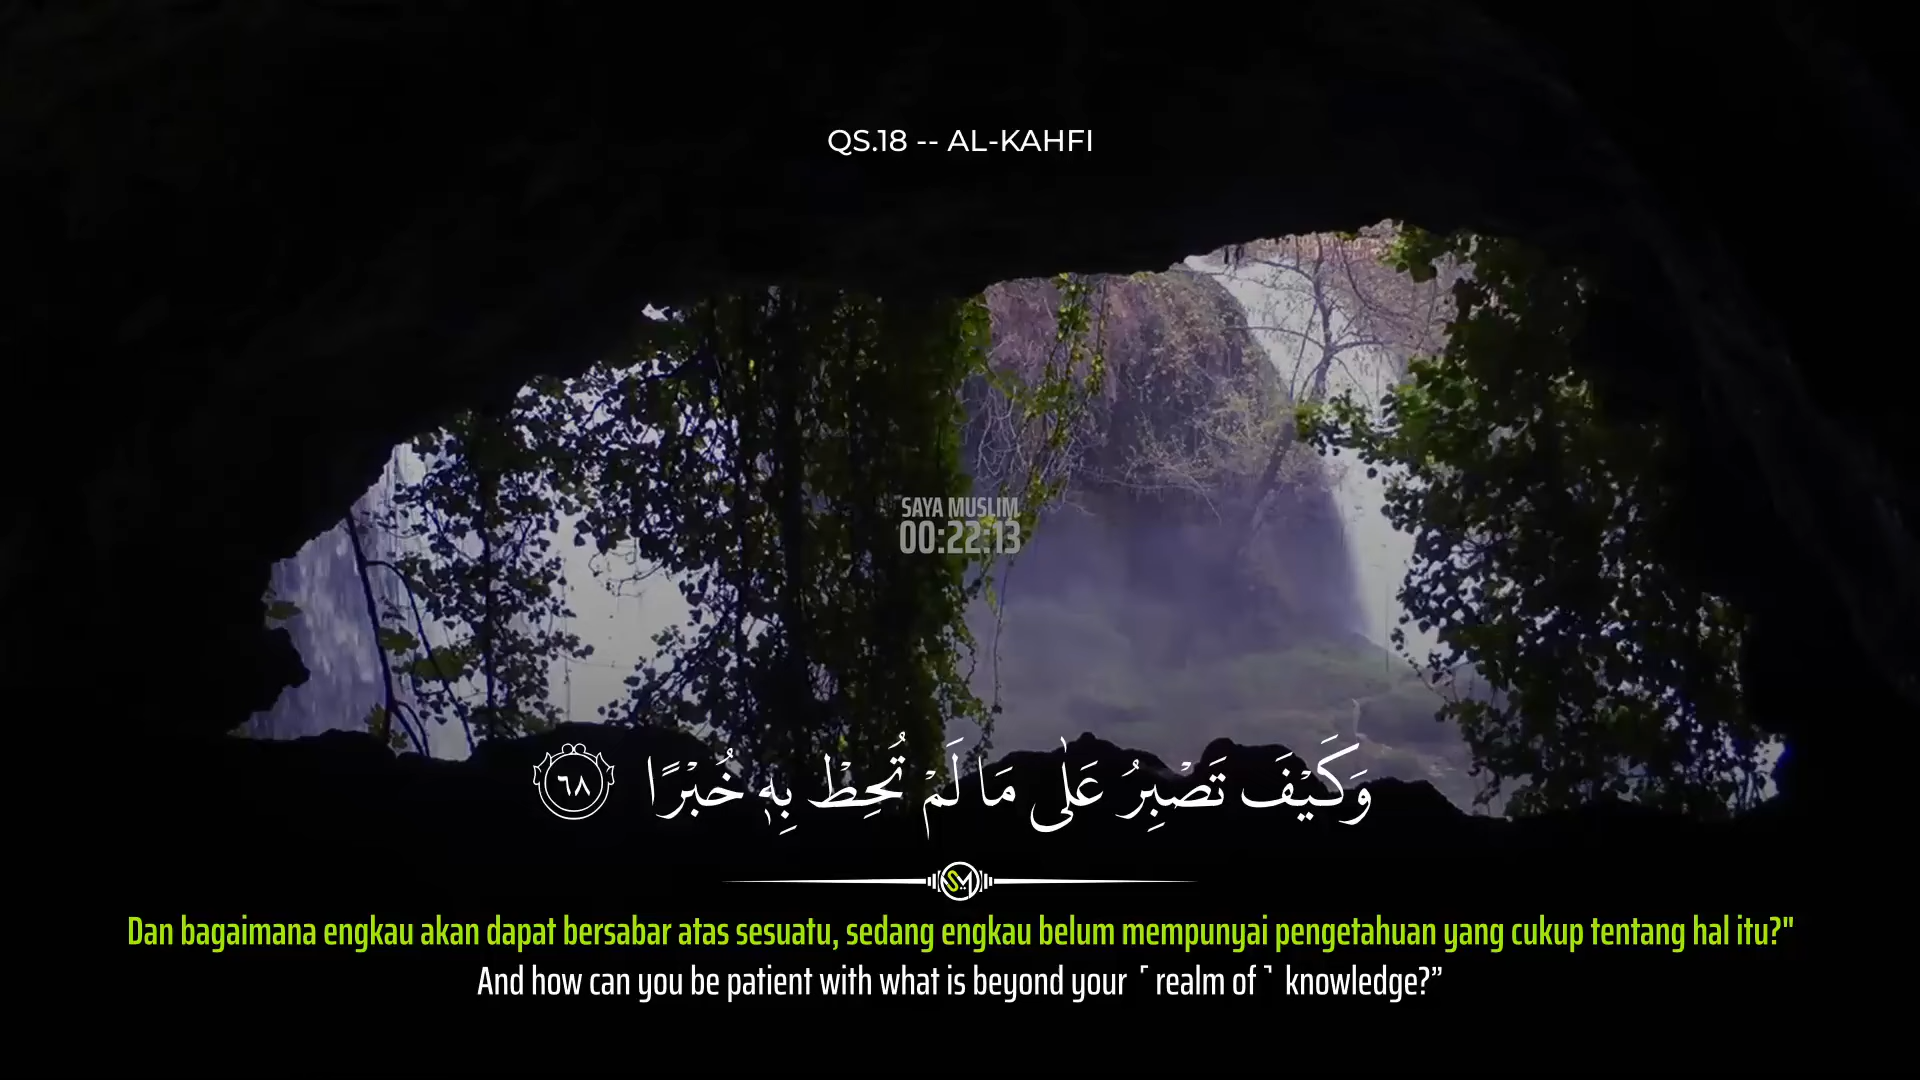 QS.18 -- AL-KAHFI
SAYA MUSLIM
00:22:13
وَكَيْفَ تَصْبِرُ عَلٰى مَا لَمْ تُحِطْ بِهٖ خُبْرًا ٦٨
SM
Dan bagaimana engkau akan dapat bersabar atas sesuatu, sedang engkau belum mempunyai pengetahuan yang cukup tentang hal itu?"
And how can you be patient with what is beyond your ˹realm of˺ knowledge?”